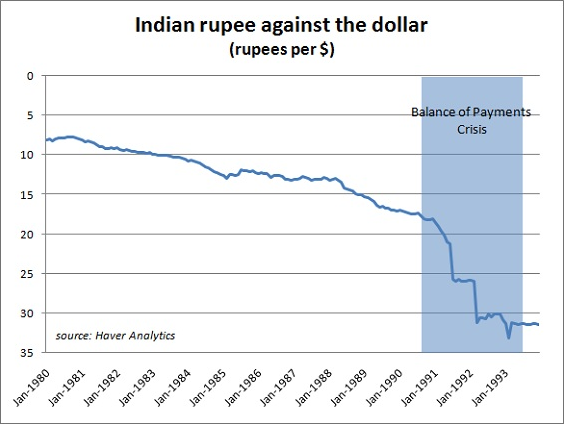 Indian rupee against the dollar
(rupees per $)
0
5
10
15
20
25
30
35
Balance of Payments
Crisis
source: Haver Analytics
Jan-1980
Jan-1981
Jan-1982
Jan-1983
Jan-1984
Jan-1985
Jan-1986
Jan-1987
Jan-1988
Jan-1989
Jan-1990
Jan-1991
Jan-1992
Jan-1993